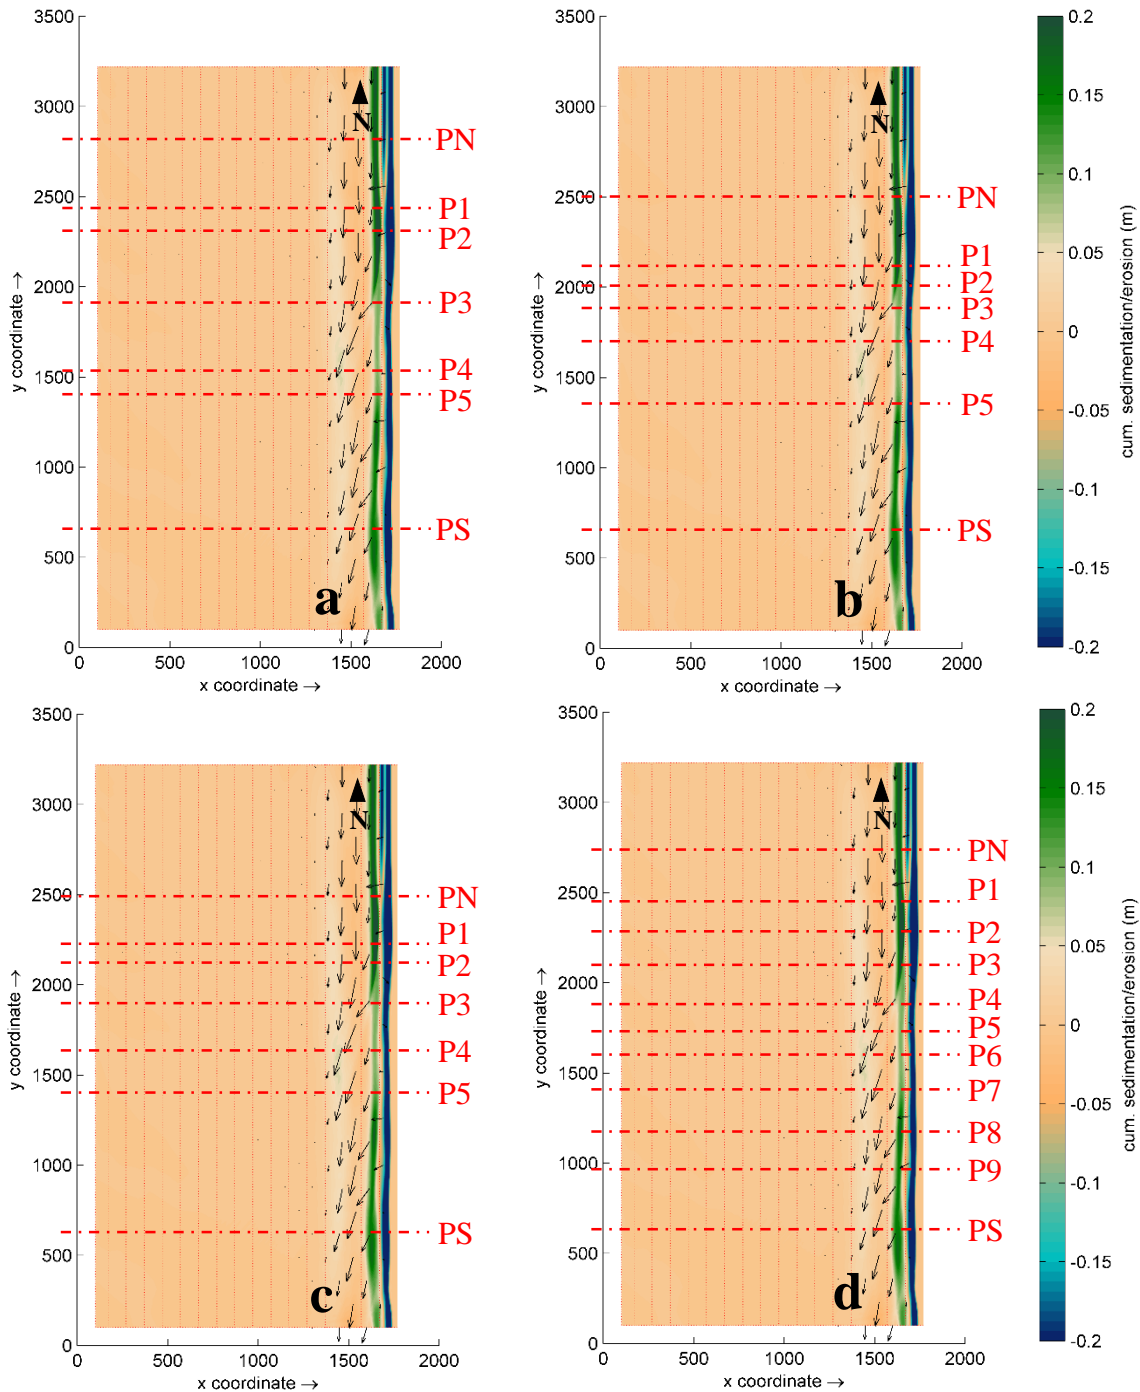 3500
3000
2500
2000
1500
1000
500
0
0
500
1000
1500
2000
x coordinate →
y coordinate →
N
PN
P1
P2
P3
P4
P5
PS
a
3500
3000
2500
2000
1500
1000
500
0
0
500
1000
1500
2000
x coordinate →
y coordinate →
N
PN
P1
P2
P3
P4
P5
PS
b
0.2
0.15
0.1
0.05
0
-0.05
-0.1
-0.15
-0.2
cum. sedimentation/erosion (m)
3500
3000
2500
2000
1500
1000
500
0
0
500
1000
1500
2000
x coordinate →
y coordinate →
N
PN
P1
P2
P3
P4
P5
PS
c
3500
3000
2500
2000
1500
1000
500
0
0
500
1000
1500
2000
x coordinate →
y coordinate →
N
PN
P1
P2
P3
P4
P5
P6
P7
P8
P9
PS
d
0.2
0.15
0.1
0.05
0
-0.05
-0.1
-0.15
-0.2
cum. sedimentation/erosion (m)